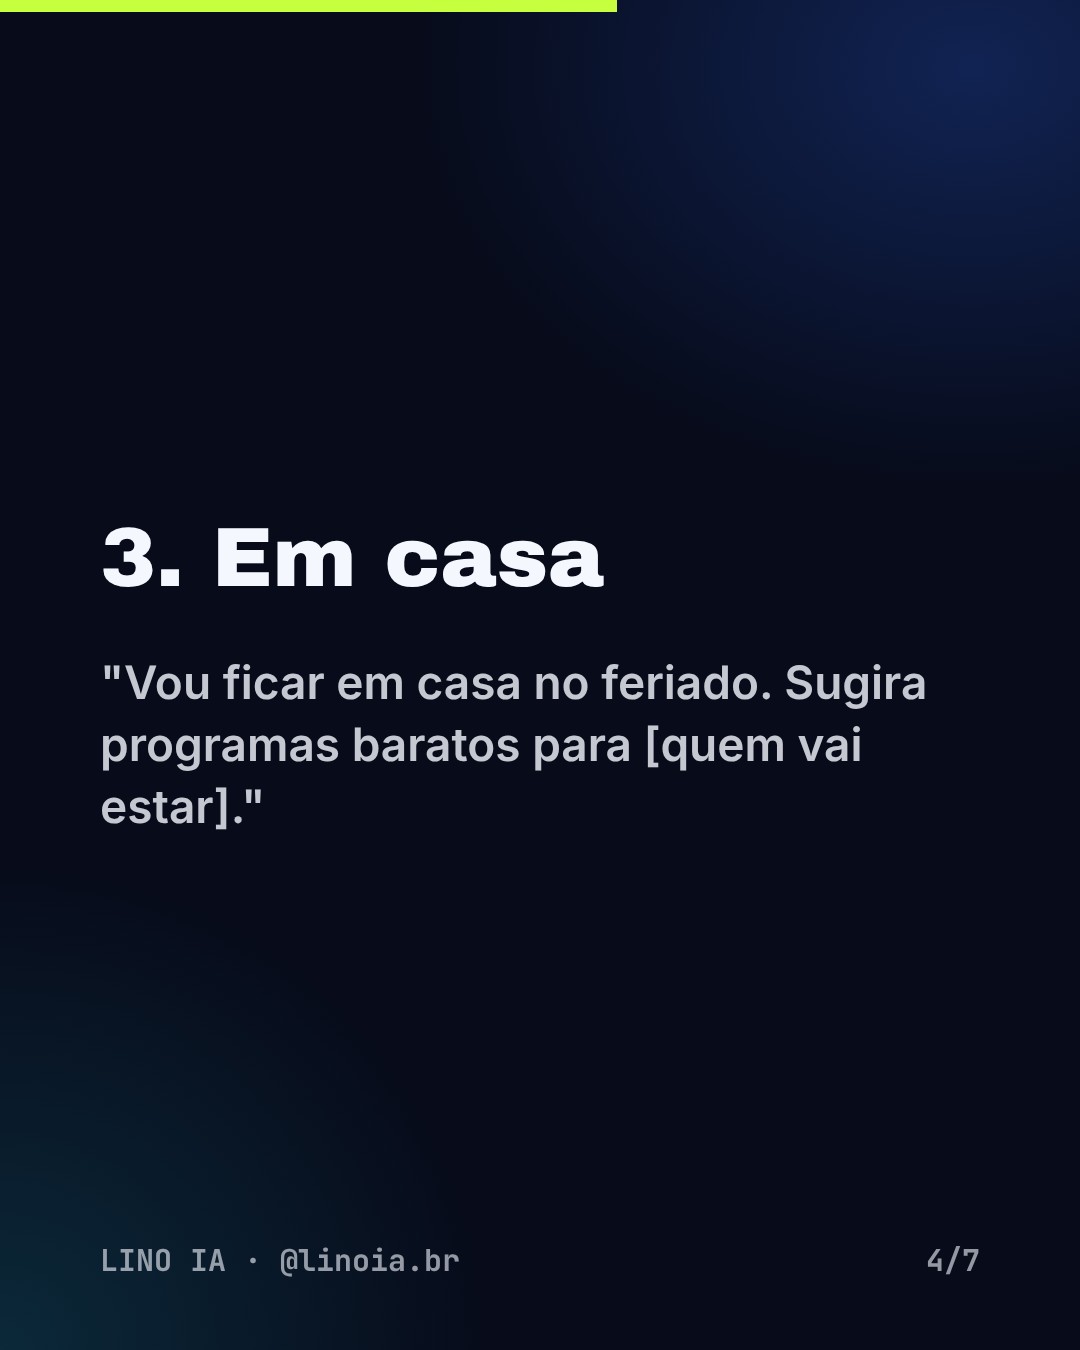 3. Em casa
"Vou ficar em casa no feriado. Sugira
programas baratos para [quem vai
estar]."
LINO IA · @linoia.br
4/7